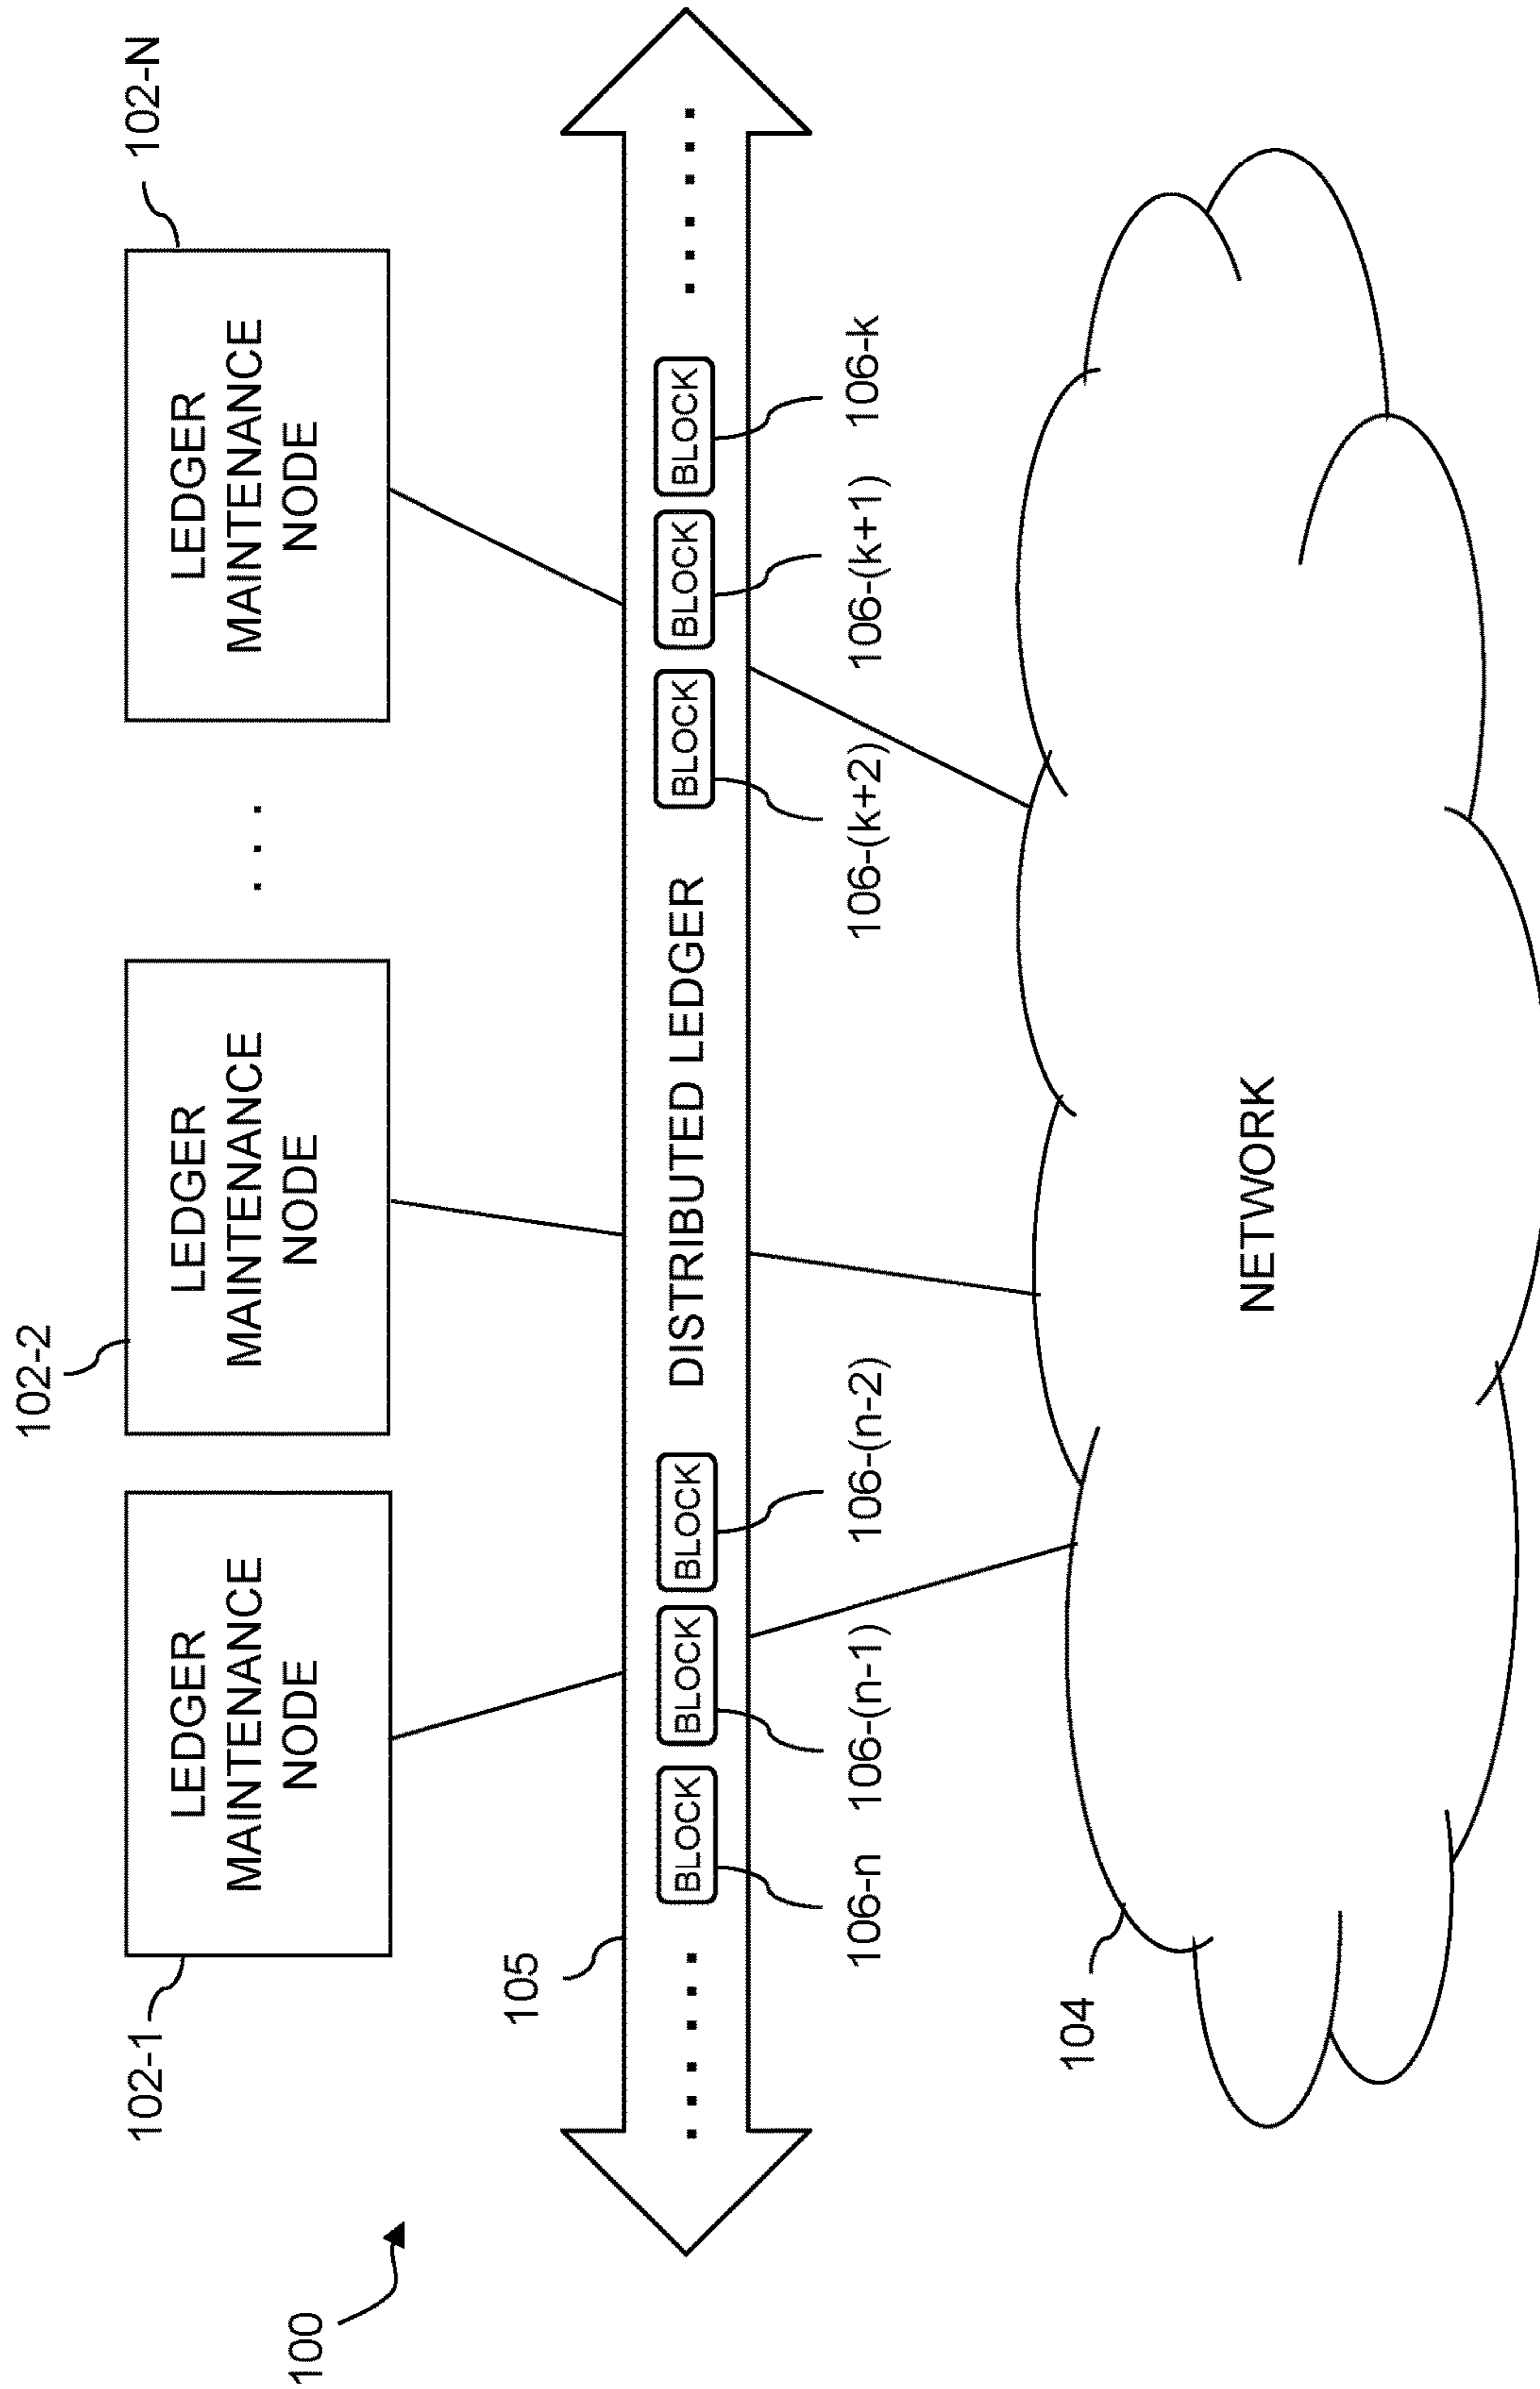 100
102-1
LEDGER
MAINTENANCE
NODE
102-2
LEDGER
MAINTENANCE
NODE
. . .
LEDGER
MAINTENANCE
NODE
102-N
105
BLOCK
BLOCK
BLOCK
DISTRIBUTED LEDGER
BLOCK
BLOCK
BLOCK
106-n
106-(n-1)
106-(n-2)
106-(k+2)
106-(k+1)
106-k
104
NETWORK